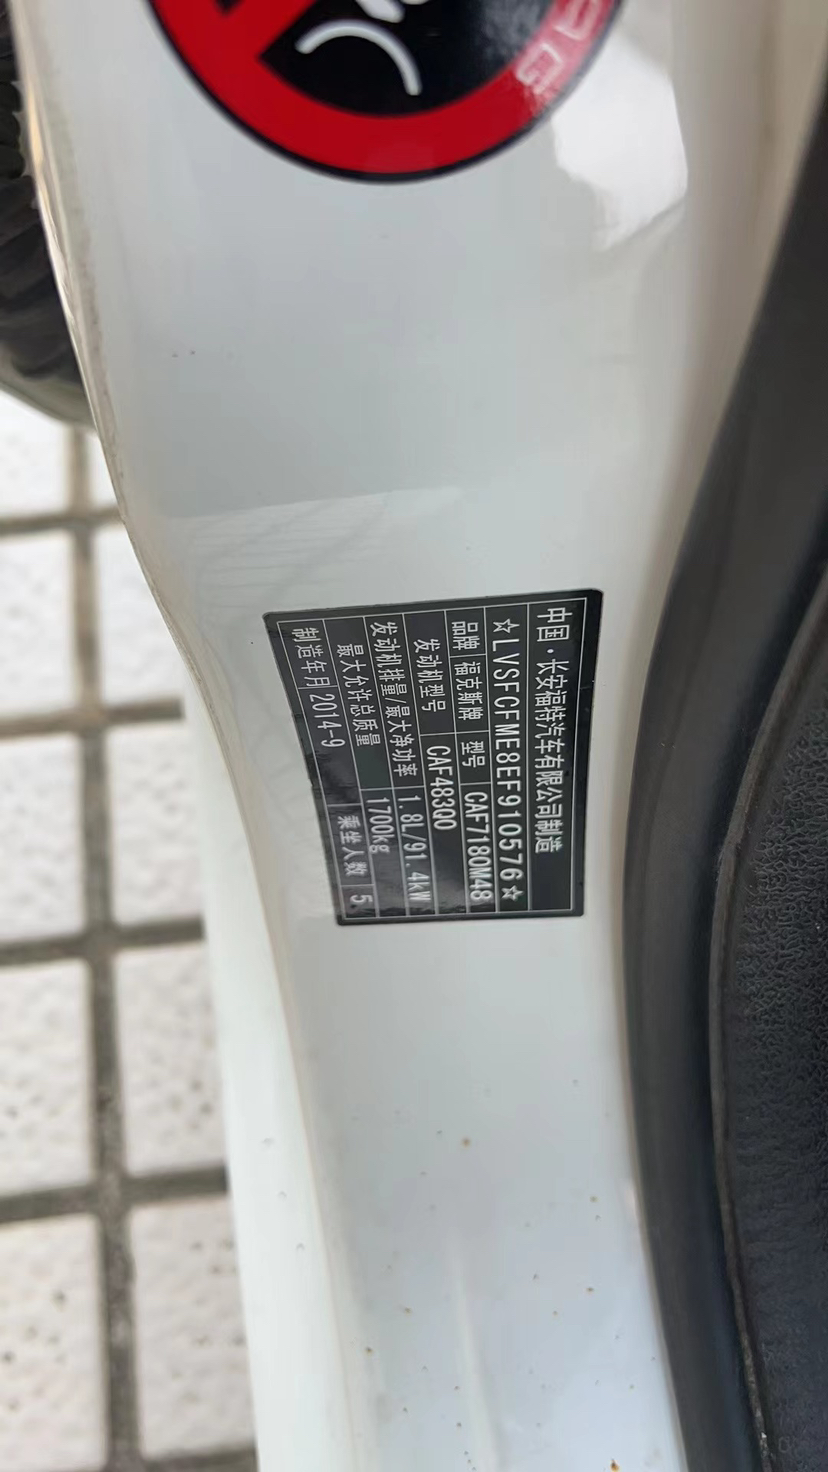 中国·长安福特汽车有限公司制造
☆LVSFCFME8EF910576☆
品牌 福克斯牌 型号 CAF7180M48
发动机型号 CAF483Q0
发动机排量/最大净功率 1.8L/91.4kW
最大允许总质量 1700kg
制造年月 2014-9 乘坐人数 5